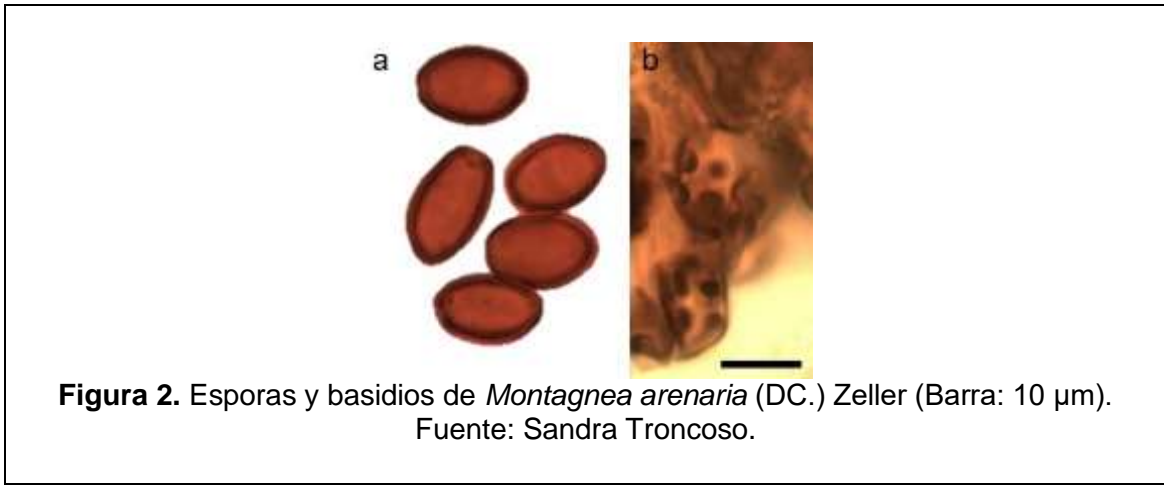 a
b
Figura 2. Esporas y basidios de Montagnea arenaria (DC.) Zeller (Barra: 10 µm).
Fuente: Sandra Troncoso.